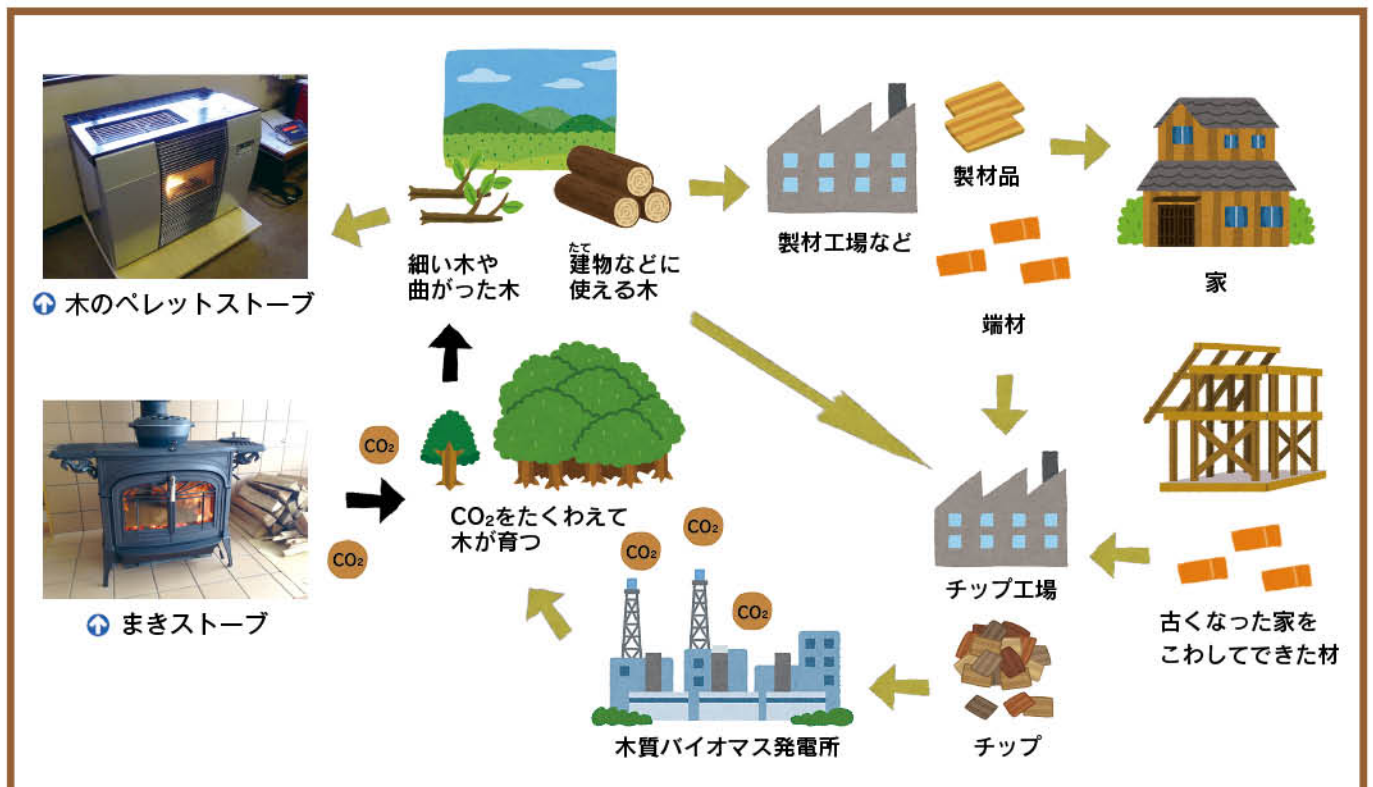 細い木や
曲がった木
たて
建物などに
使える木
製材工場など
製材品
端材
家
木のペレットストーブ
CO₂
CO₂
CO₂をたくわえて
木が育つ
まきストーブ
CO₂
CO₂
CO₂
木質バイオマス発電所
チップ工場
チップ
古くなった家を
こわしてできた材